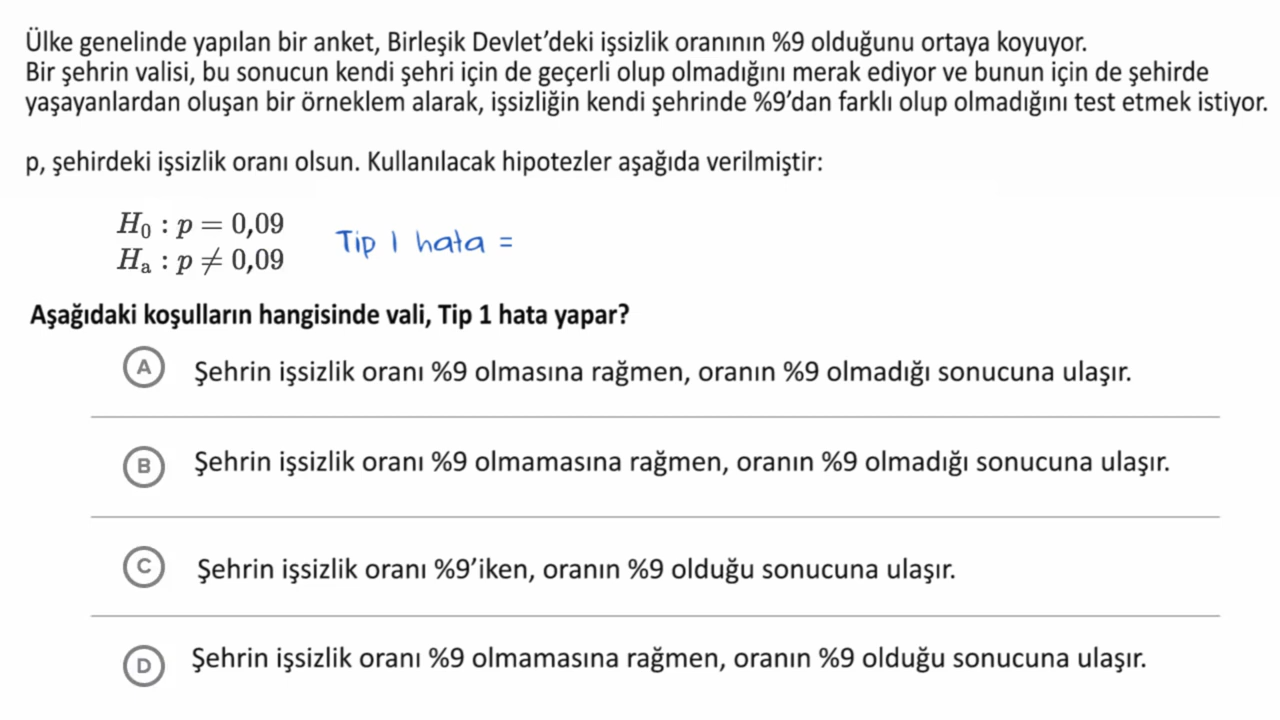 Ülke genelinde yapılan bir anket, Birleşik Devlet’deki işsizlik oranının %9 olduğunu ortaya koyuyor.
Bir şehrin valisi, bu sonucun kendi şehri için de geçerli olup olmadığını merak ediyor ve bunun için de şehirde
yaşayanlardan oluşan bir örneklem alarak, işsizliğin kendi şehrinde %9’dan farklı olup olmadığını test etmek istiyor.
p, şehirdeki işsizlik oranı olsun. Kullanılacak hipotezler aşağıda verilmiştir:
H₀ : p = 0,09
Hₐ : p ≠ 0,09
Tip 1 hata =
Aşağıdaki koşulların hangisinde vali, Tip 1 hata yapar?
A Şehrin işsizlik oranı %9 olmasına rağmen, oranın %9 olmadığı sonucuna ulaşır.
B Şehrin işsizlik oranı %9 olmamasına rağmen, oranın %9 olmadığı sonucuna ulaşır.
C Şehrin işsizlik oranı %9’iken, oranın %9 olduğu sonucuna ulaşır.
D Şehrin işsizlik oranı %9 olmamasına rağmen, oranın %9 olduğu sonucuna ulaşır.